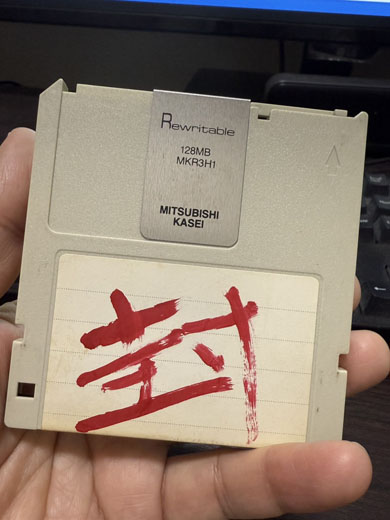 Rewritable
128MB
MKR3H1
MITSUBISHI
KASEI
封